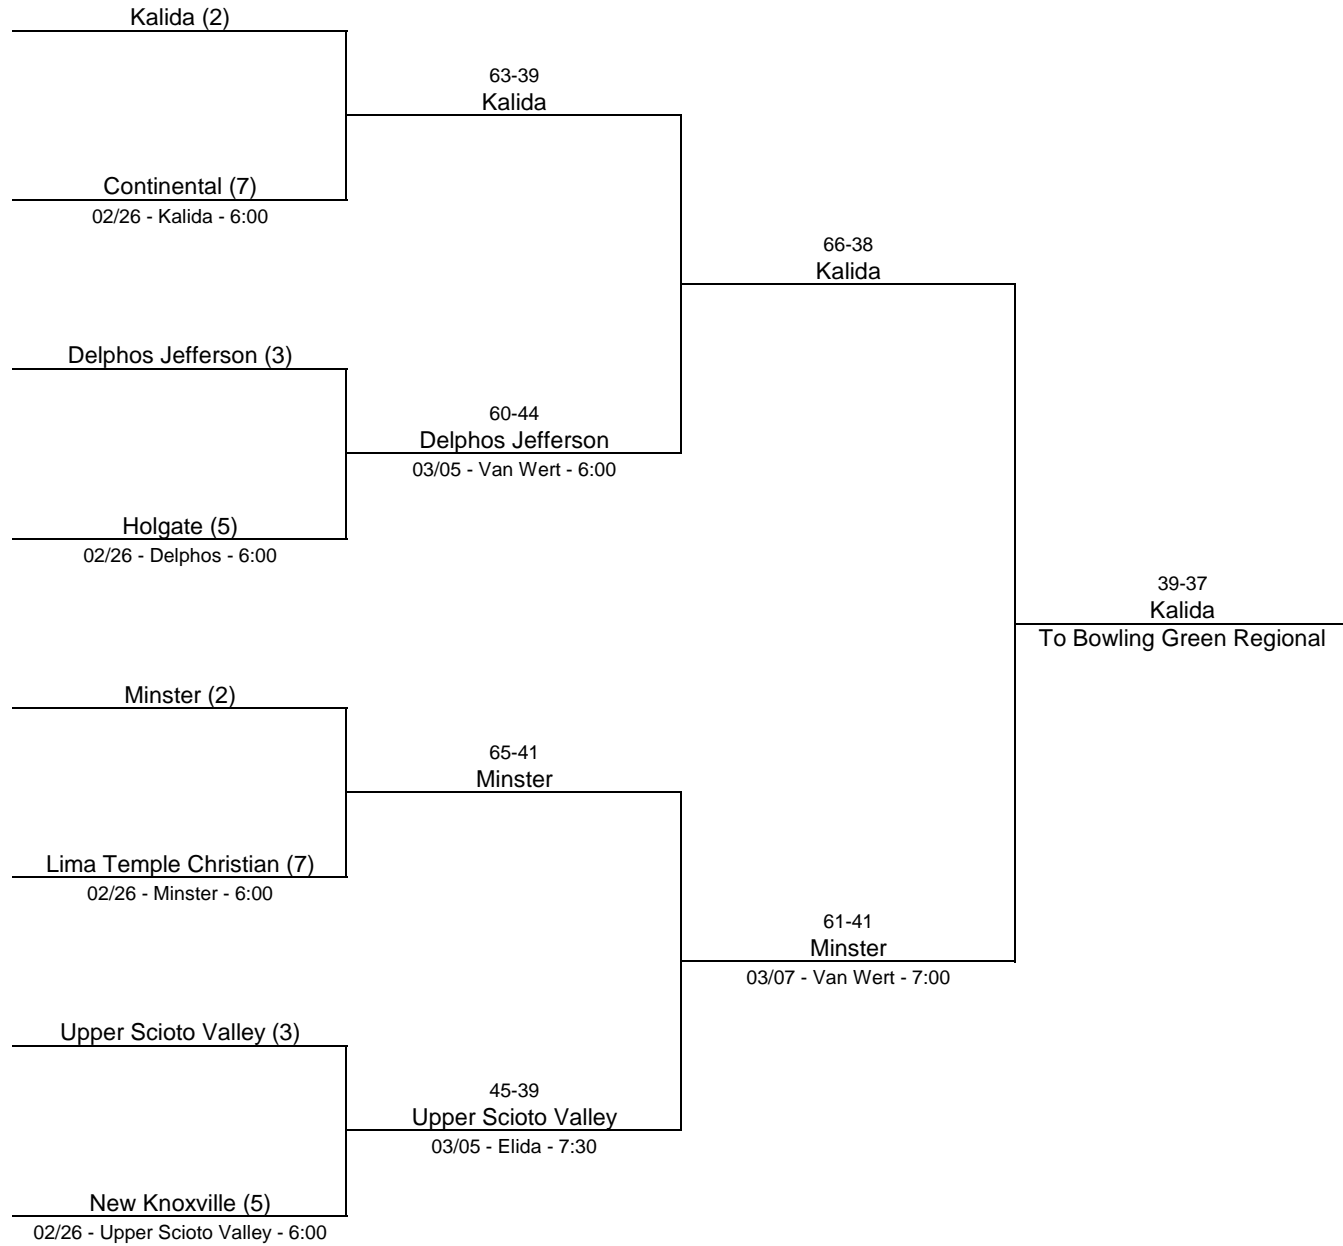 Kalida (2)
63-39
Kalida
Continental (7)
02/26 - Kalida - 6:00
66-38
Kalida
Delphos Jefferson (3)
60-44
Delphos Jefferson
03/05 - Van Wert - 6:00
Holgate (5)
02/26 - Delphos - 6:00
39-37
Kalida
To Bowling Green Regional
Minster (2)
65-41
Minster
Lima Temple Christian (7)
02/26 - Minster - 6:00
61-41
Minster
03/07 - Van Wert - 7:00
Upper Scioto Valley (3)
45-39
Upper Scioto Valley
03/05 - Elida - 7:30
New Knoxville (5)
02/26 - Upper Scioto Valley - 6:00